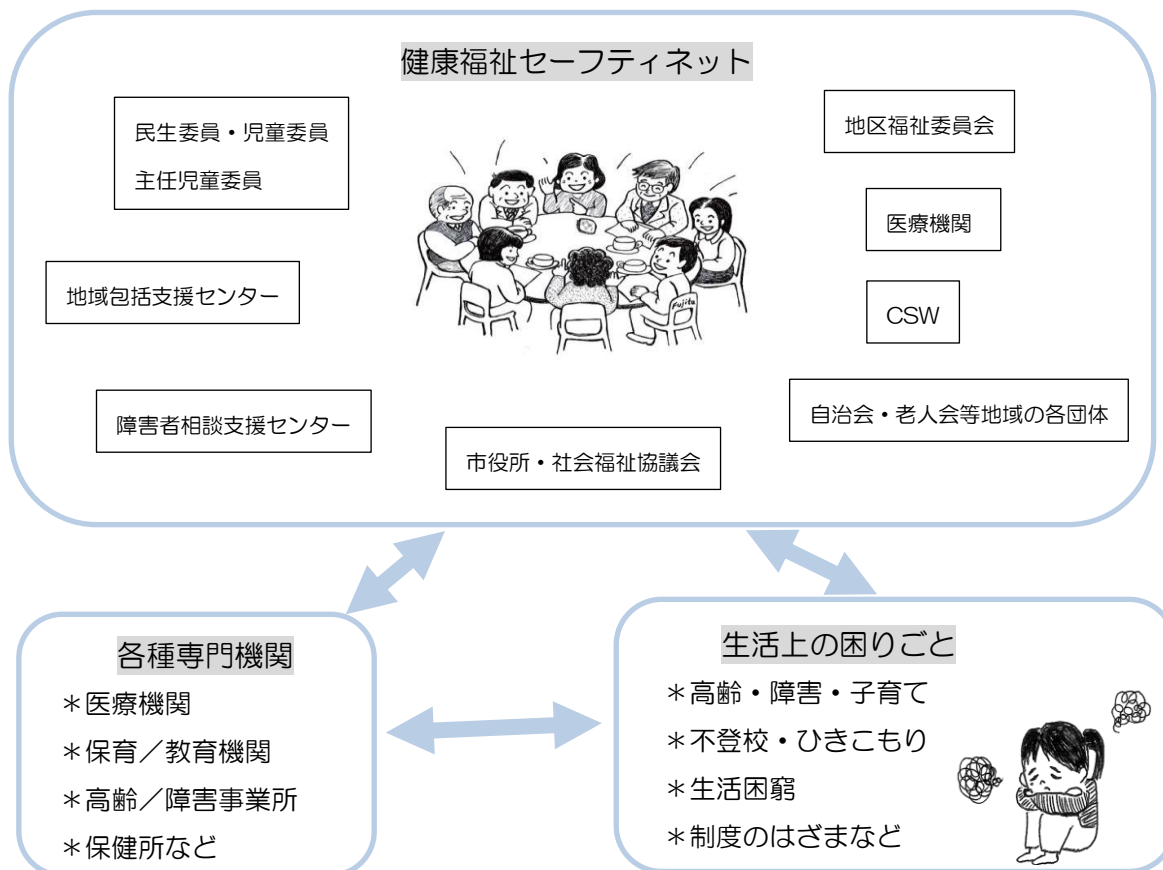 健康福祉セーフティネット
民生委員・児童委員
主任児童委員
地区福祉委員会
医療機関
地域包括支援センター
CSW
Fujita
障害者相談支援センター
自治会・老人会等地域の各団体
市役所・社会福祉協議会
各種専門機関
＊医療機関
＊保育／教育機関
＊高齢／障害事業所
＊保健所など
生活上の困りごと
＊高齢・障害・子育て
＊不登校・ひきこもり
＊生活困窮
＊制度のはざまなど